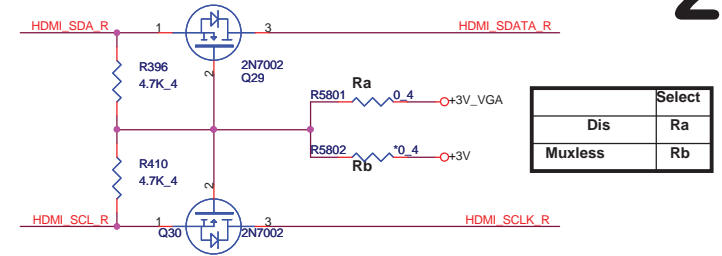 2
HDMI_SDA_R
1
3
HDMI_SDATA_R
2N7002
Q29
R396
4.7K_4
2
Ra
R5801
0_4
+3V_VGA
R5802
*0_4
+3V
Rb
Select
Dis
Ra
Muxless
Rb
R410
4.7K_4
2
HDMI_SCL_R
1
3
HDMI_SCLK_R
Q30
2N7002